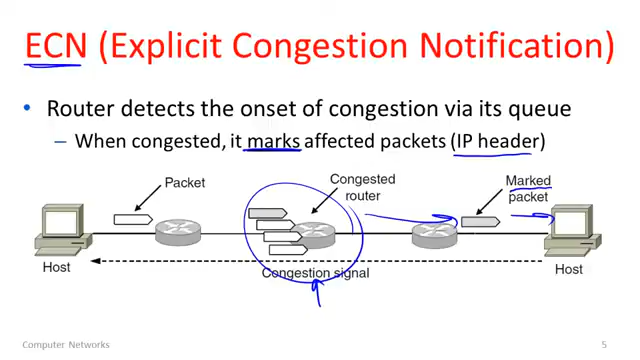 ECN (Explicit Congestion Notification)
• Router detects the onset of congestion via its queue
– When congested, it marks affected packets (IP header)
Packet
Congested
router
Marked
packet
Host
Congestion signal
Host
Computer Networks
5